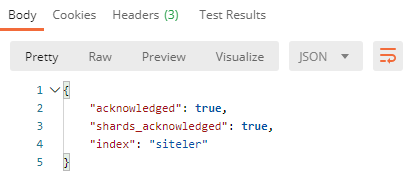 Body Cookies Headers (3) Test Results
Pretty Raw Preview Visualize JSON
1 {
2 "acknowledged": true,
3 "shards_acknowledged": true,
4 "index": "siteler"
5 }